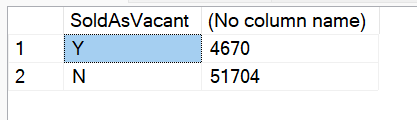 SoldAsVacant (No column name)
1 Y 4670
2 N 51704